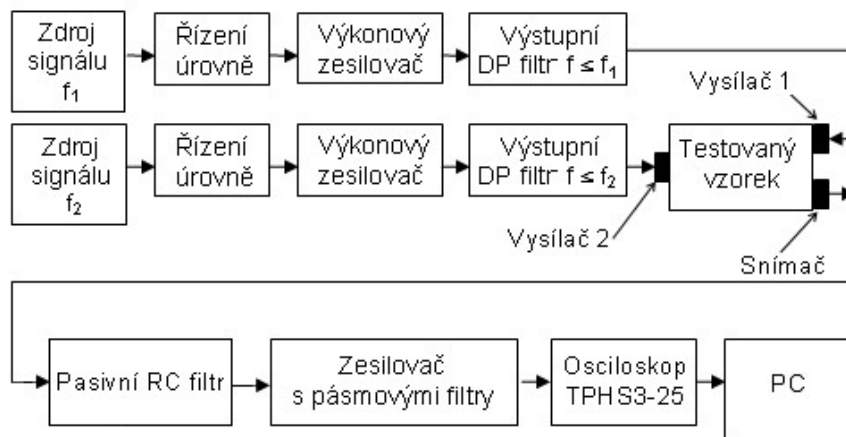 Zdroj
signálu
f1
Řízení
úrovně
Výkonový
zesilovač
Výstupní
DP filtr f ≤ f1
Vysílač 1
Zdroj
signálu
f2
Řízení
úrovně
Výkonový
zesilovač
Výstupní
DP filtr f ≤ f2
Testovaný
vzorek
Vysílač 2
Snímač
Pasivní RC filtr
Zesilovač
s pásmovými filtry
Osciloskop
TPHS3-25
PC